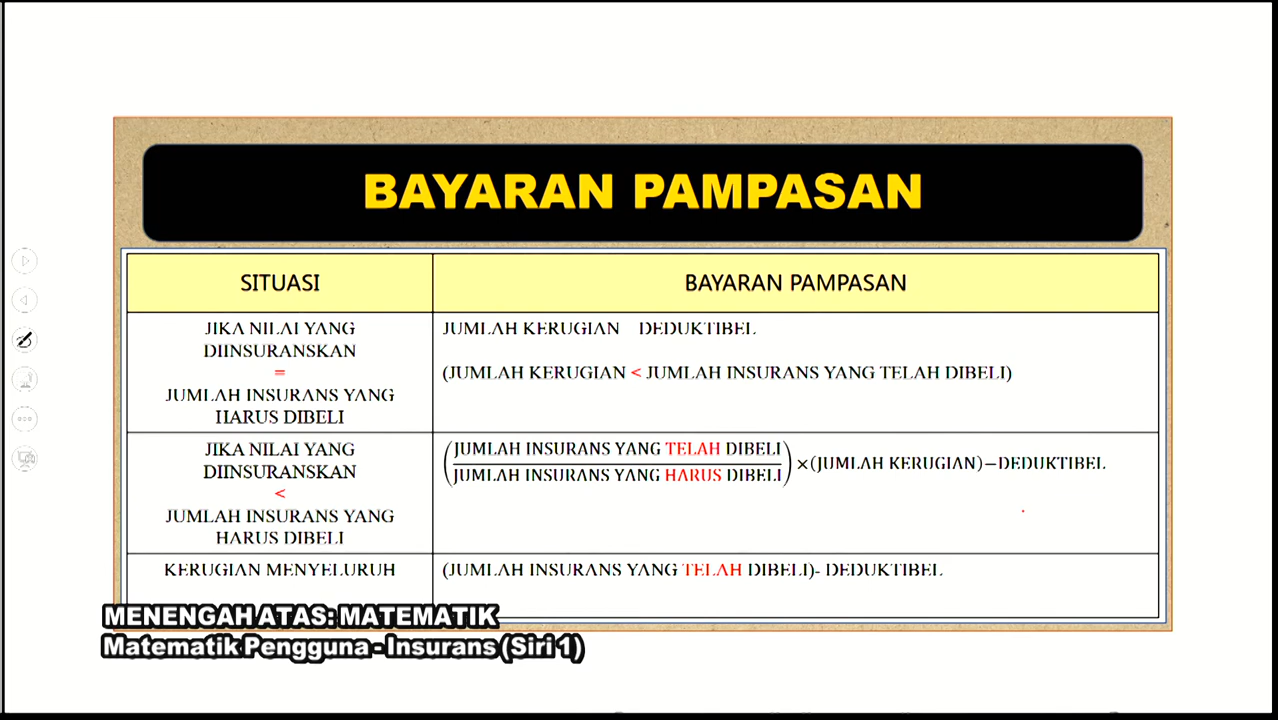 BAYARAN PAMPASAN
SITUASI
BAYARAN PAMPASAN
JIKA NILAI YANG
DIINSURANSKAN
=
JUMLAH INSURANS YANG
HARUS DIBELI
JUMLAH KERUGIAN DEDUKTIBEL
(JUMLAH KERUGIAN < JUMLAH INSURANS YANG TELAH DIBELI)
JIKA NILAI YANG
DIINSURANSKAN
<
JUMLAH INSURANS YANG
HARUS DIBELI
(JUMLAH INSURANS YANG TELAH DIBELI
JUMLAH INSURANS YANG HARUS DIBELI) ×(JUMLAH KERUGIAN)−DEDUKTIBEL
KERUGIAN MENYELURUH
(JUMLAH INSURANS YANG TELAH DIBELI)- DEDUKTIBEL
MENENGAH ATAS: MATEMATIK
Matematik Pengguna - Insurans (Siri 1)